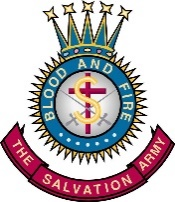 BLOOD AND FIRE
S
THE SALVATION ARMY